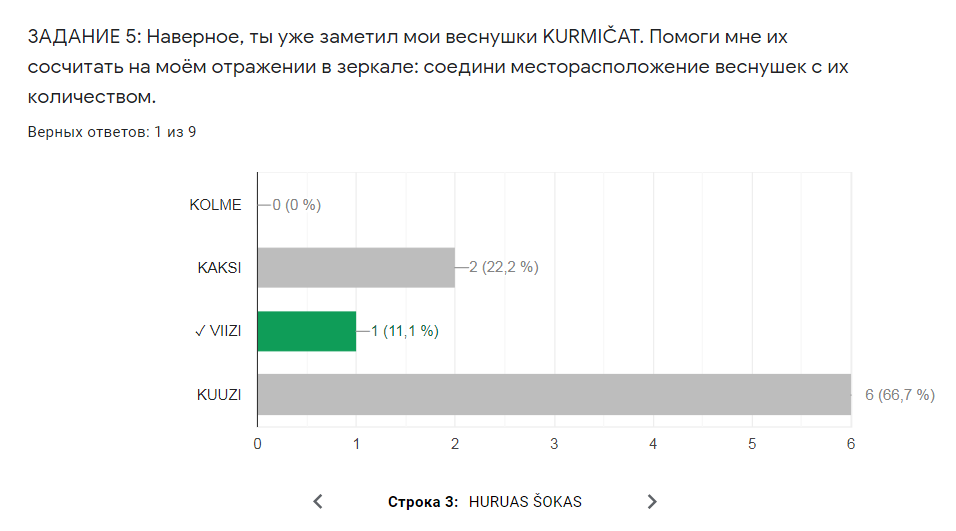 ЗАДАНИЕ 5: Наверное, ты уже заметил мои веснушки KURMIČAT. Помоги мне их
сосчитать на моём отражении в зеркале: соедини месторасположение веснушек с их
количеством.
Верных ответов: 1 из 9
KOLME 0 (0 %)
KAKSI 2 (22,2 %)
✓ VIIZI 1 (11,1 %)
KUUZI 6 (66,7 %)
0 1 2 3 4 5 6
Строка 3: HURUAS ŠOKAS